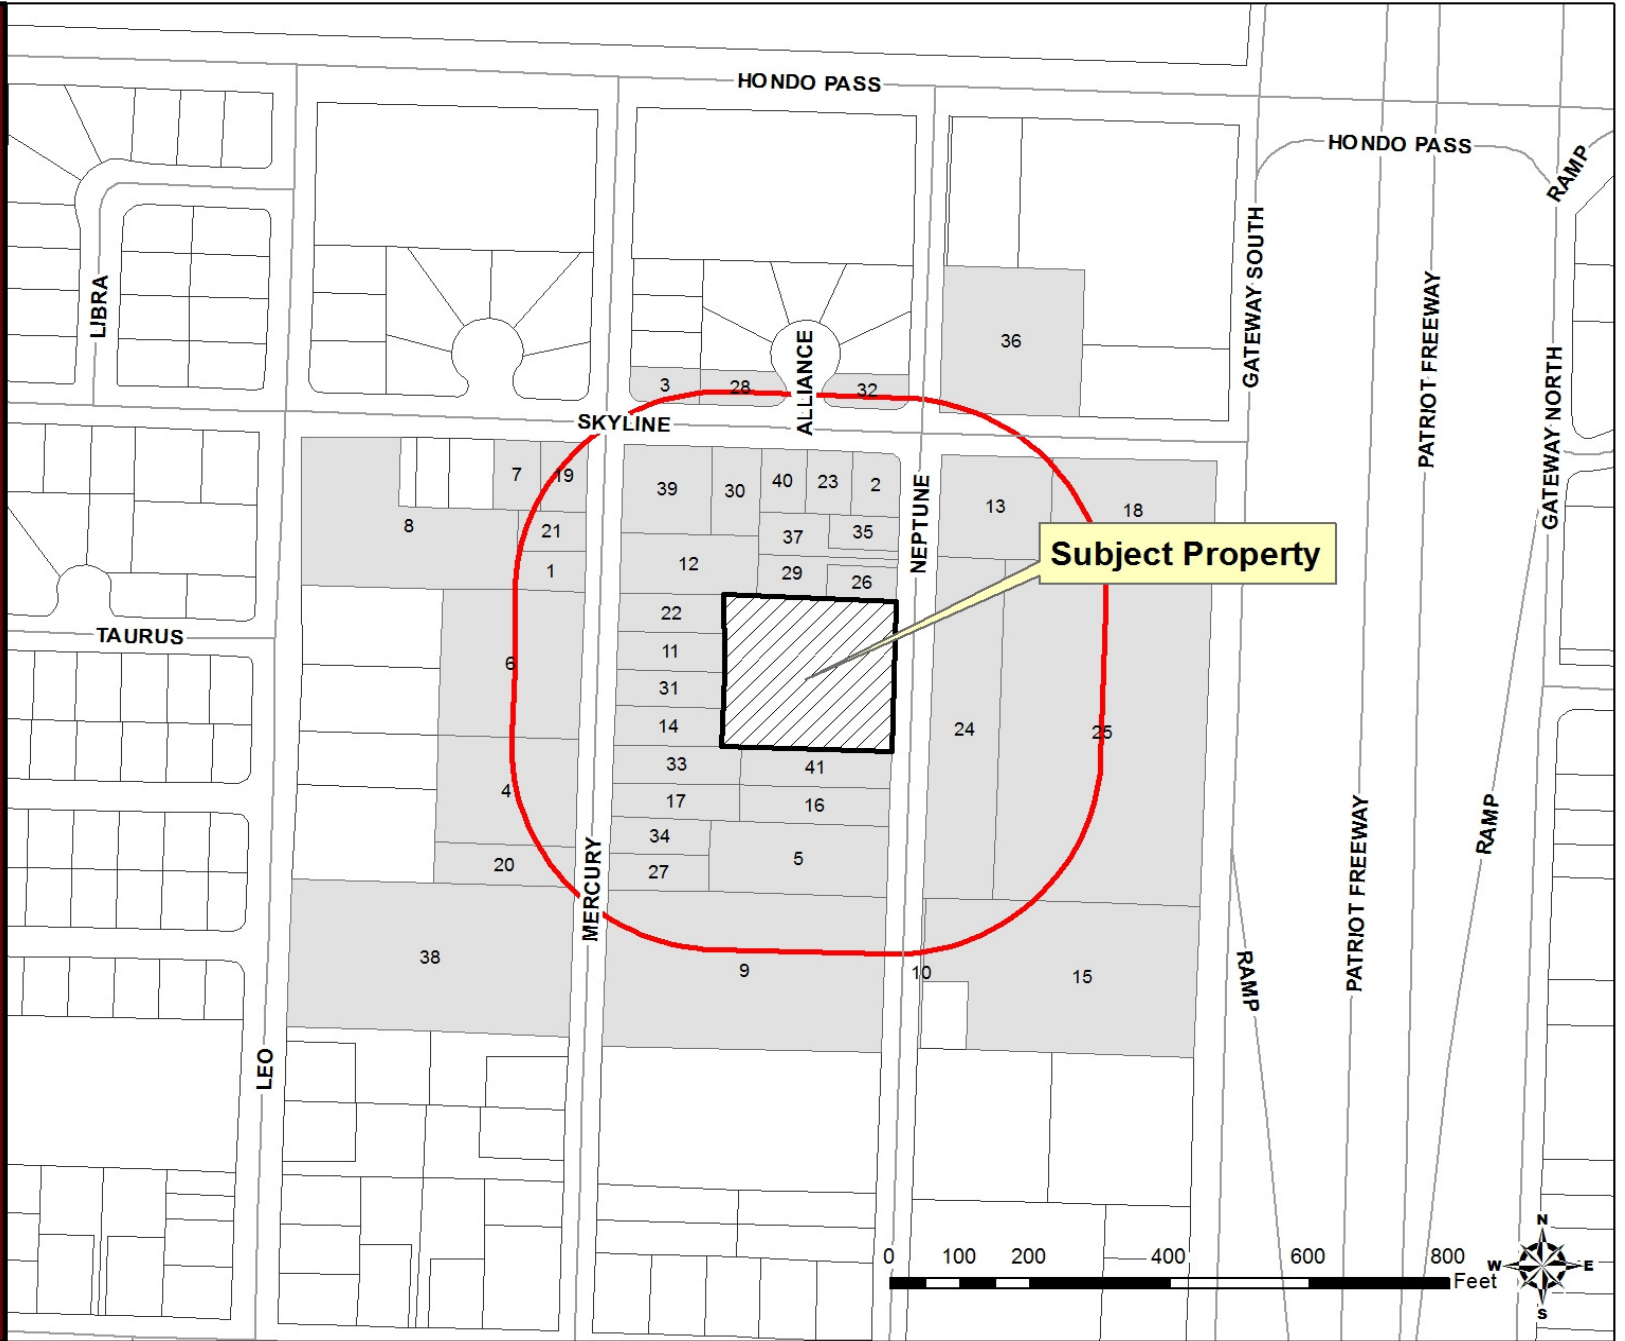 HONDO PASS
HONDO PASS
RAMP
LIBRA
GATEWAY SOUTH
PATRIOT FREEWAY
GATEWAY NORTH
36
ALLIANCE
3
28
32
SKYLINE
7
19
39
30
40
23
2
NEPTUNE
13
18
8
21
37
35
Subject Property
12
1
29
26
22
TAURUS
11
6
31
14
24
25
33
41
4
17
16
34
5
20
27
MERCURY
PATRIOT FREEWAY
RAMP
38
9
10
15
RAMP
LEO
0 100 200 400 600 800
Feet
N
W E
S